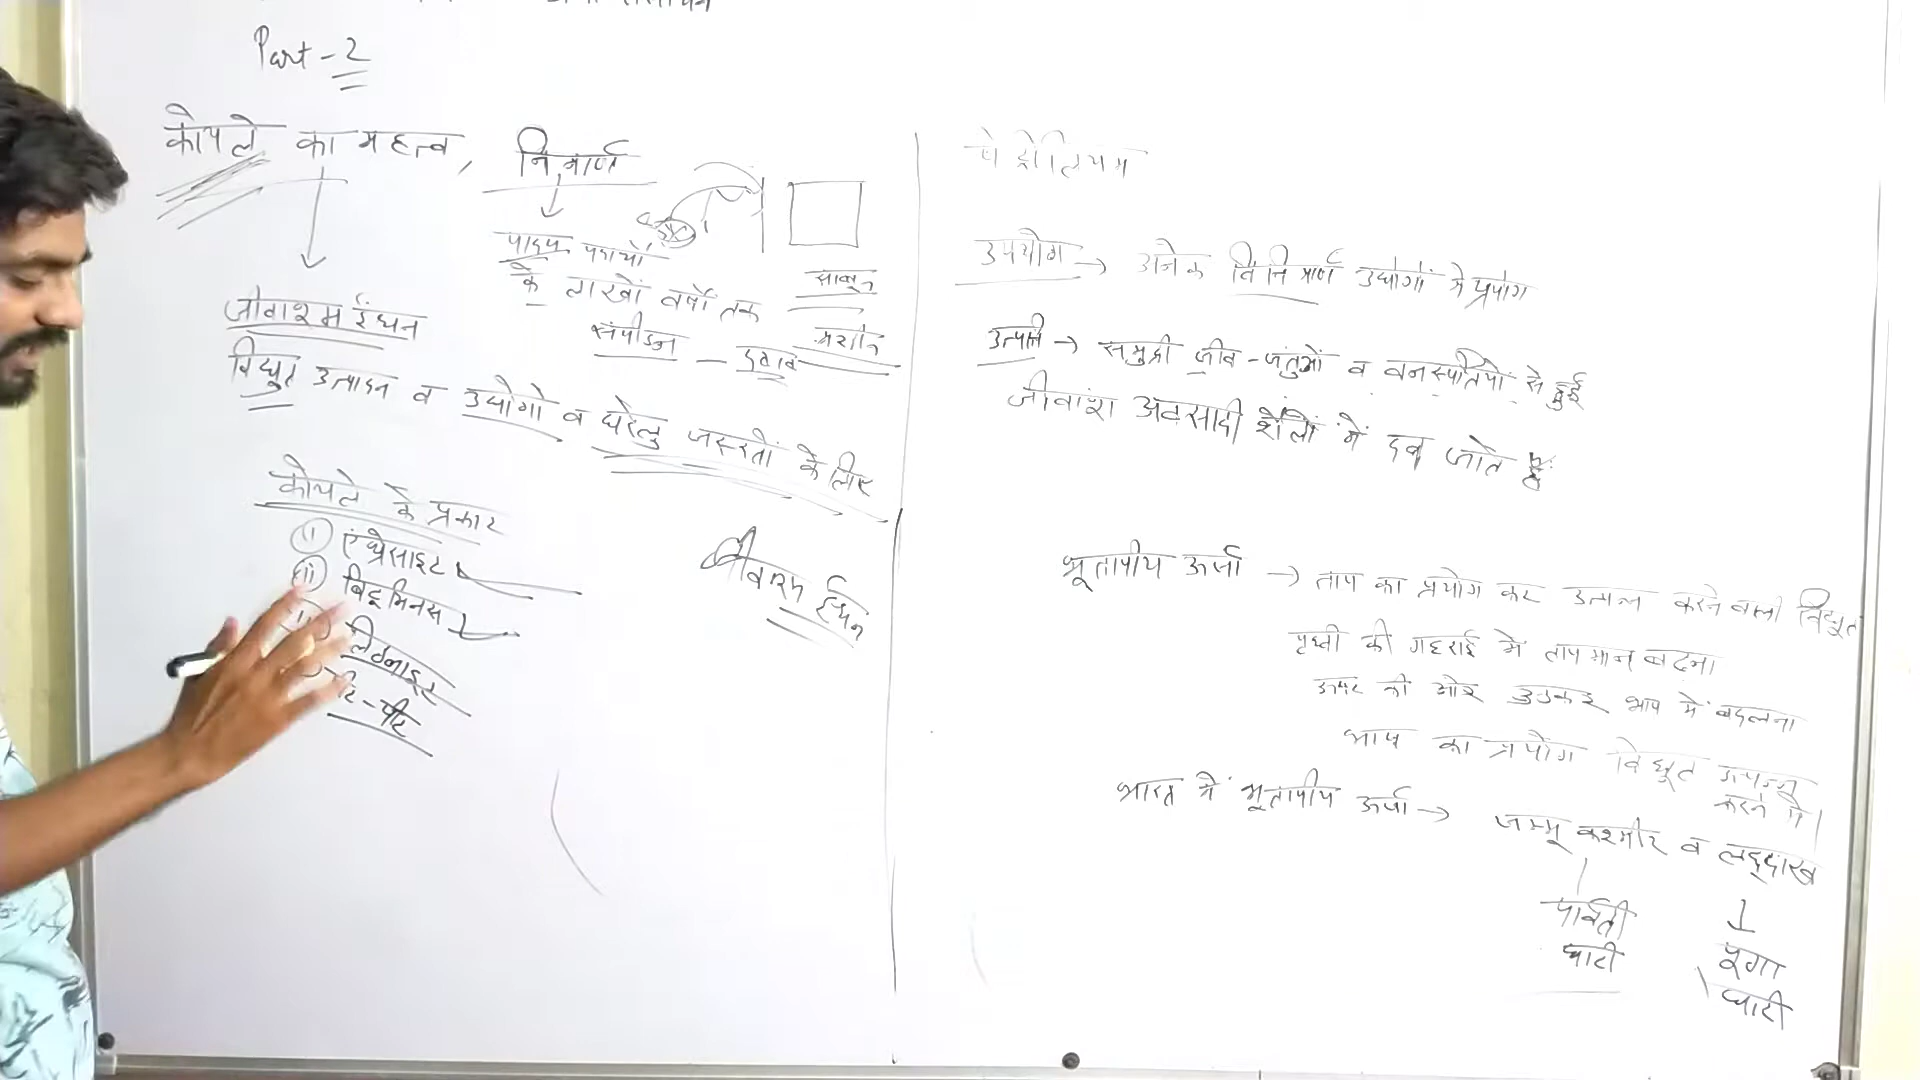 Part - 2
कोयले का महत्व, निर्माण
पादप पदार्थों
के लाखों वर्षों तक
संपीडन - दबाव
साबुन
मशीन
जीवाश्म ईंधन
विद्युत उत्पादन व उद्योगो व घरेलु जरूरतों के लिए
कोयले के प्रकार
(i) एंथ्रेसाइट
(ii) बिटूमिनस
लिग्नाइट
पीट
जीवाश्म ईंधन
पेट्रोलियम
उपयोग → अनेक विनिर्माण उद्योगों मे प्रयोग
उत्पत्ति → समुद्री जीव-जंतुओं व वनस्पतियों से हुई
जीवांश अवसादी शैलों में दब जाते हैं
भूतापीय ऊर्जा → ताप का प्रयोग कर उत्पन्न करने वाली विद्युत
पृथ्वी की गहराई में तापमान बढ़ना
ऊपर की ओर उठकर भाप में बदलना
भाप का प्रयोग विद्युत उत्पन्न
करने में।
भारत मे भूतापीय ऊर्जा → जम्मू कश्मीर व लद्दाख
पार्वती
घाटी
पूगा
घाटी